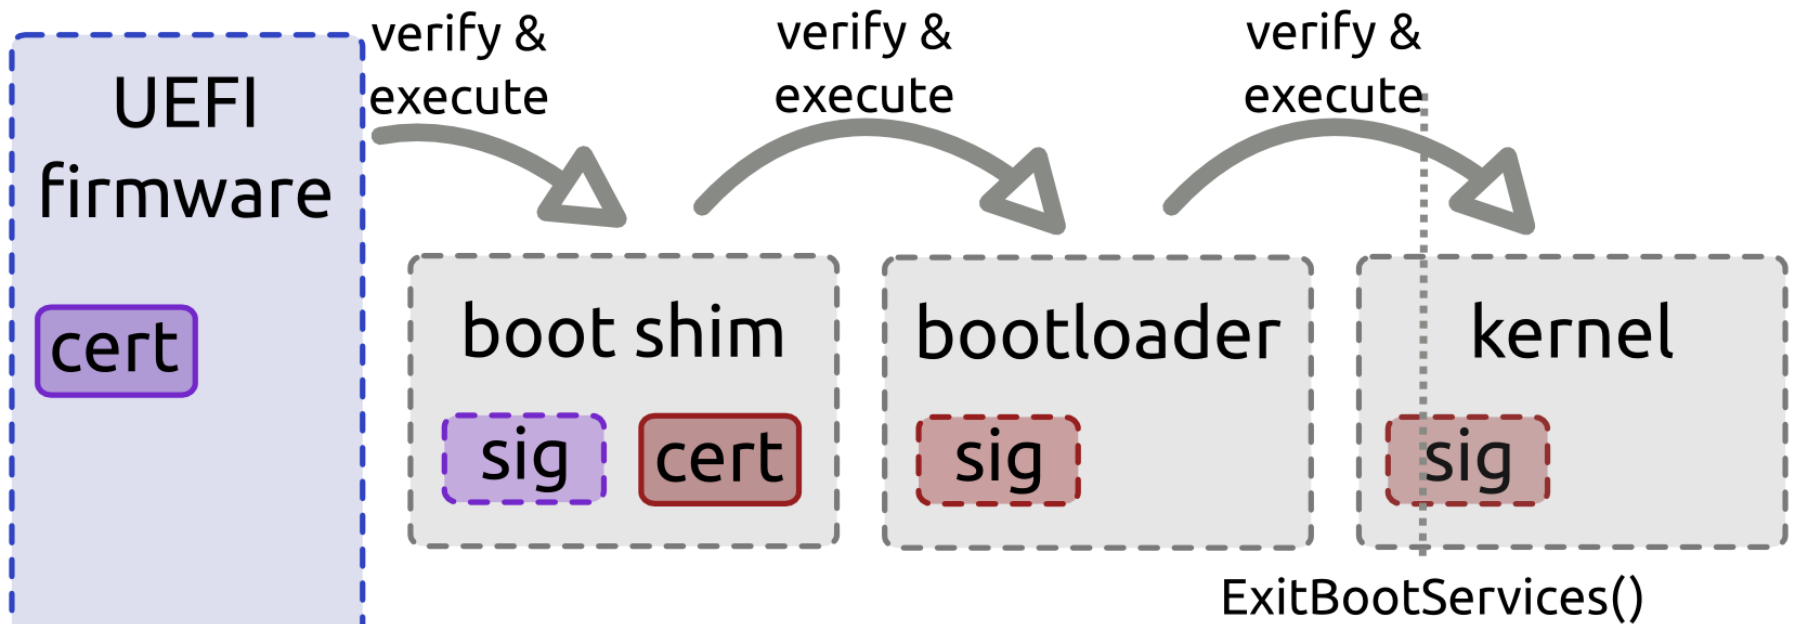 verify &
execute
verify &
execute
verify &
execute
UEFI
firmware
cert
boot shim
sig
cert
bootloader
sig
kernel
sig
ExitBootServices()